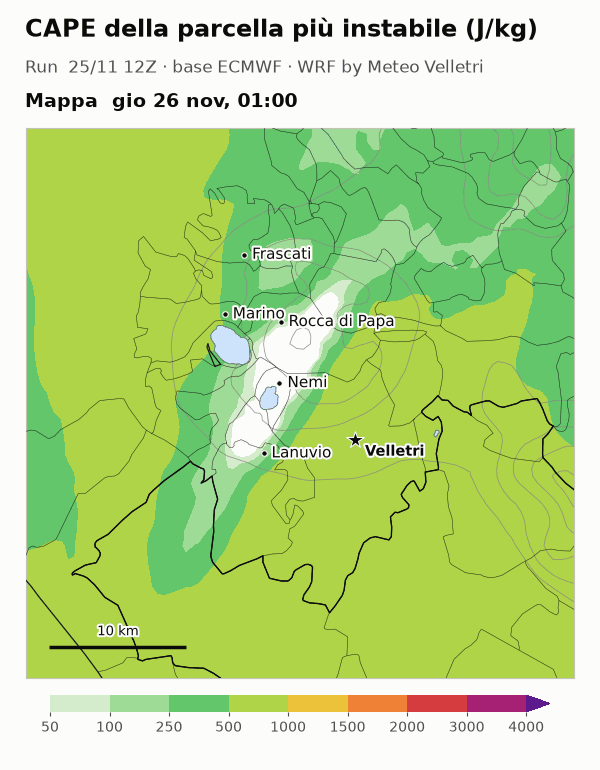 CAPE della parcella più instabile (J/kg)
Run  25/11 12Z · base ECMWF · WRF by Meteo Velletri
Mappa  gio 26 nov, 01:00
Frascati
Marino
Rocca di Papa
Nemi
Velletri
Lanuvio
10 km
50 100 250 500 1000 1500 2000 3000 4000